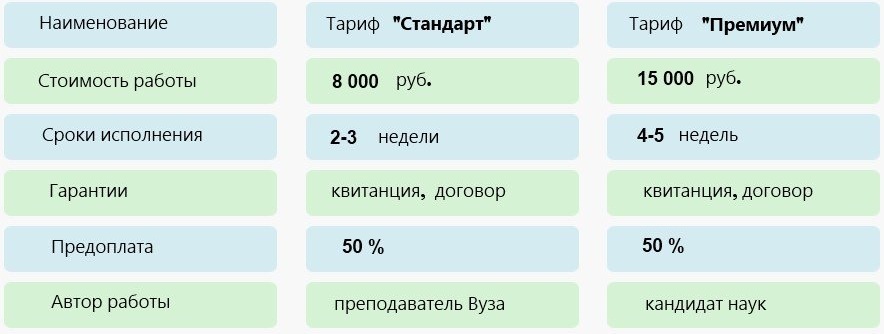 Наименование Тариф "Стандарт" Тариф "Премиум"
Стоимость работы 8 000 руб. 15 000 руб.
Сроки исполнения 2-3 недели 4-5 недель
Гарантии квитанция, договор квитанция, договор
Предоплата 50 % 50 %
Автор работы преподаватель Вуза кандидат наук